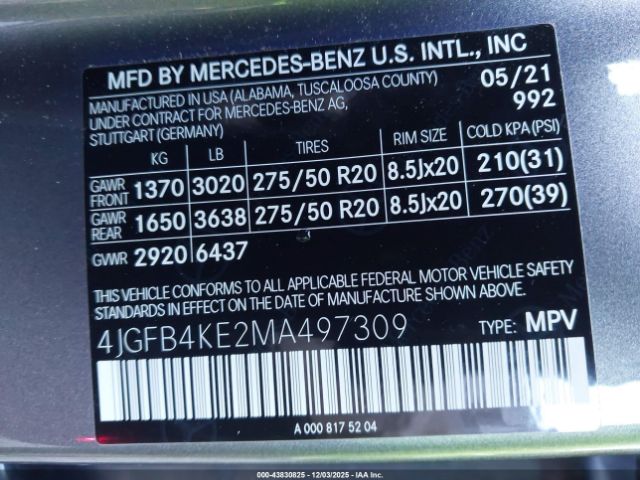 MFD BY MERCEDES-BENZ U.S. INTL., INC
MANUFACTURED IN USA (ALABAMA, TUSCALOOSA COUNTY) 05/21
UNDER CONTRACT FOR MERCEDES-BENZ AG, 992
STUTTGART (GERMANY)
KG LB TIRES RIM SIZE COLD KPA(PSI)
GAWR FRONT 1370 3020 275/50 R20 8.5Jx20 210(31)
GAWR REAR 1650 3638 275/50 R20 8.5Jx20 270(39)
GVWR 2920 6437
THIS VEHICLE CONFORMS TO ALL APPLICABLE FEDERAL MOTOR VEHICLE SAFETY
STANDARDS IN EFFECT ON THE DATE OF MANUFACTURE SHOWN ABOVE.
4JGFB4KE2MA497309 TYPE: MPV
A 000 817 52 04
000-43830825 - 12/03/2025 - IAAI.com